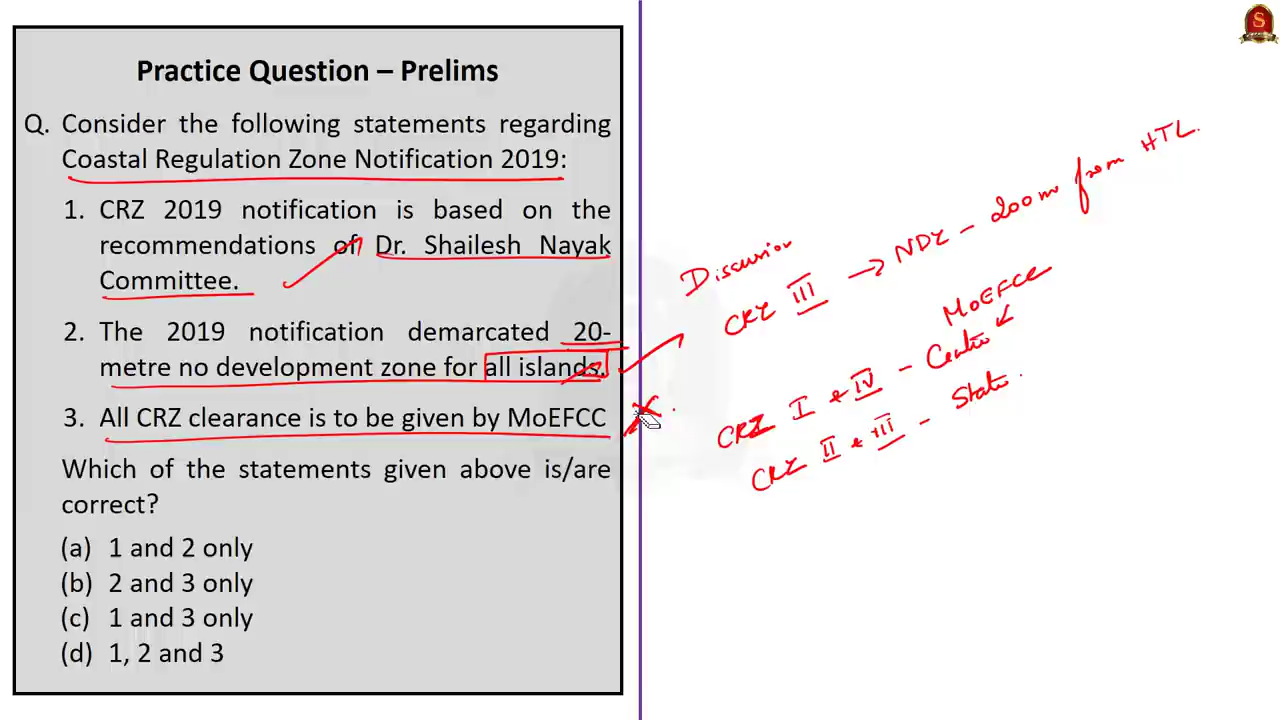 Practice Question – Prelims
Q. Consider the following statements regarding
Coastal Regulation Zone Notification 2019:
1. CRZ 2019 notification is based on the
recommendations of Dr. Shailesh Nayak
Committee.
2. The 2019 notification demarcated 20-
metre no development zone for all islands.
3. All CRZ clearance is to be given by MoEFCC
Which of the statements given above is/are
correct?
(a) 1 and 2 only
(b) 2 and 3 only
(c) 1 and 3 only
(d) 1, 2 and 3
S
Discussion
CRZ III → NDZ – 200m from HTL.
MoEFCC
CRZ I & IV – Centre
CRZ II & III – State.